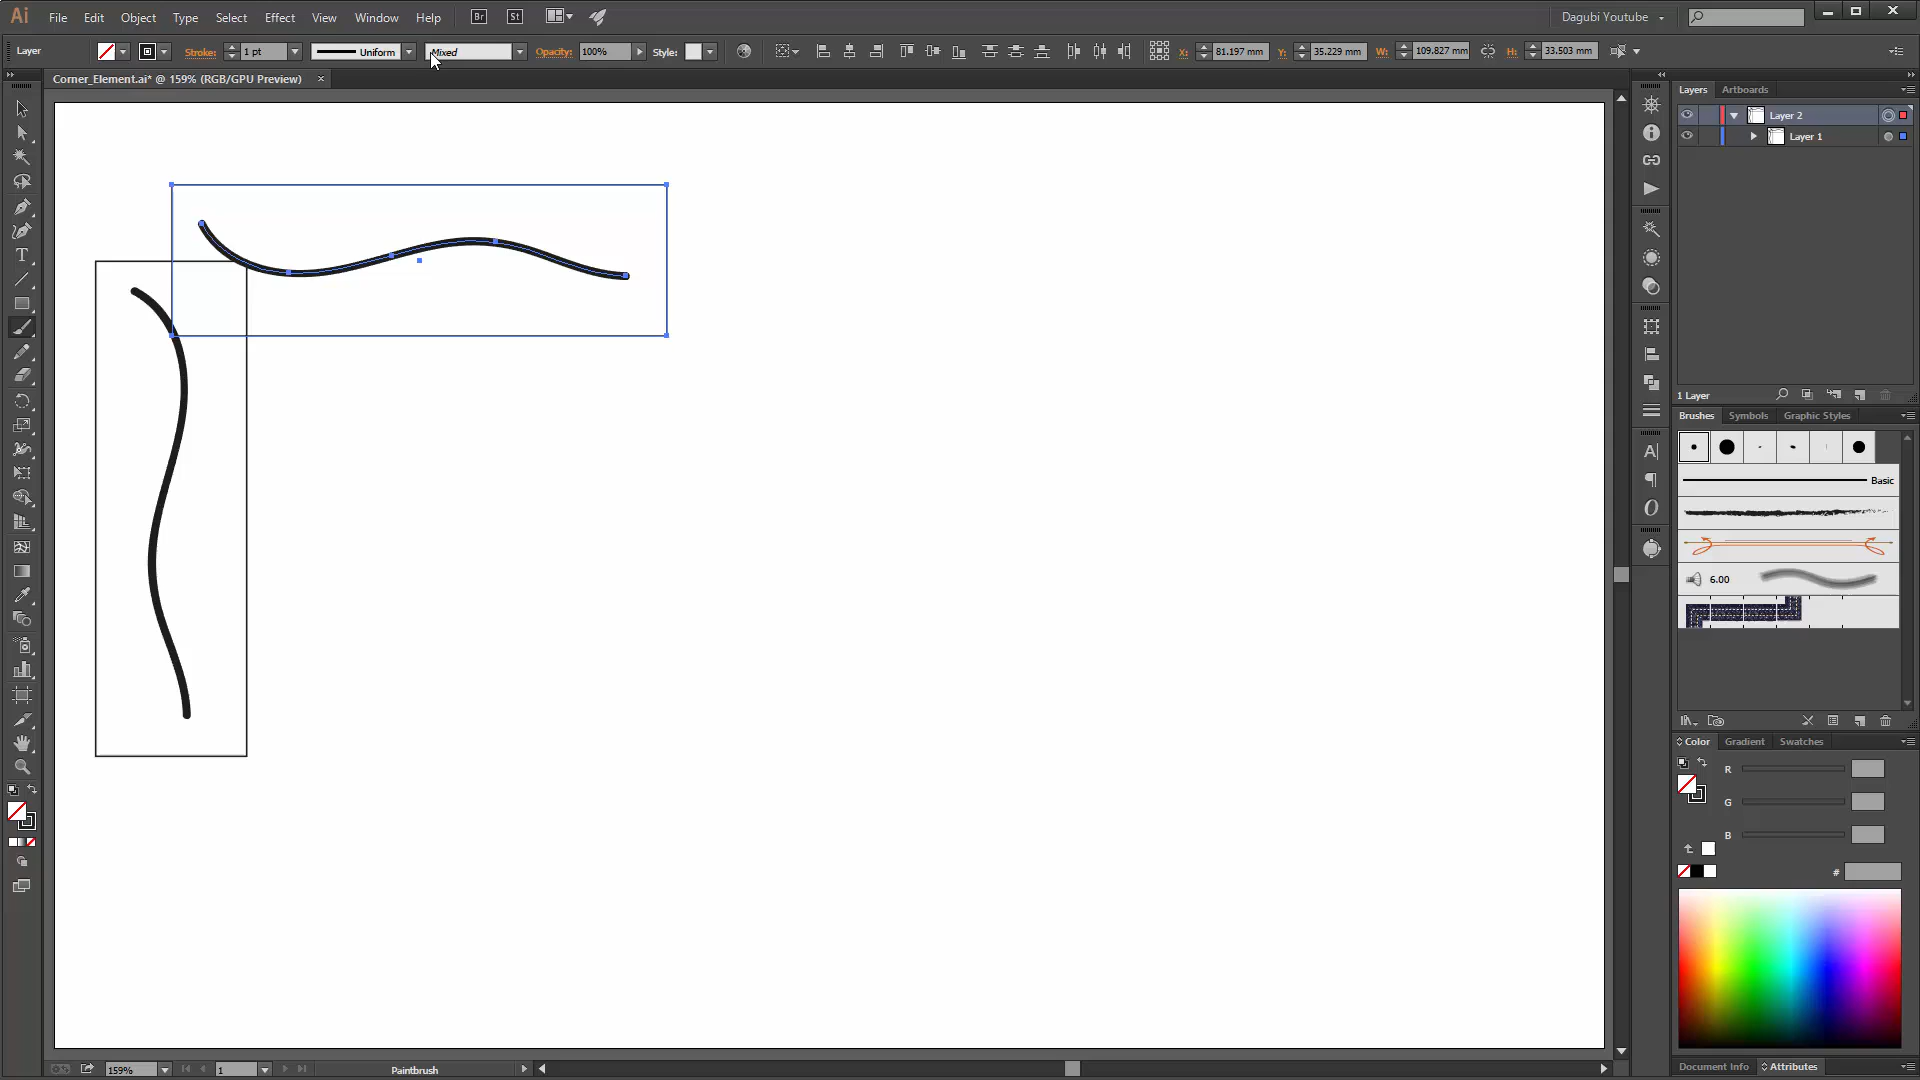 Ai File Edit Object Type Select Effect View Window Help Br St Dagubi Youtube
Layer Stroke: 1 pt Uniform Mixed Opacity: 100% Style: X: 81.197 mm Y: 35.229 mm W: 109.827 mm H: 33.503 mm
Corner_Element.ai* @ 159% (RGB/GPU Preview) ×
Layers Artboards
Layer 2
Layer 1
1 Layer
Brushes Symbols Graphic Styles
Basic
6.00
Color Gradient Swatches
R
G
B
#
159% 1 Paintbrush
Document Info Attributes